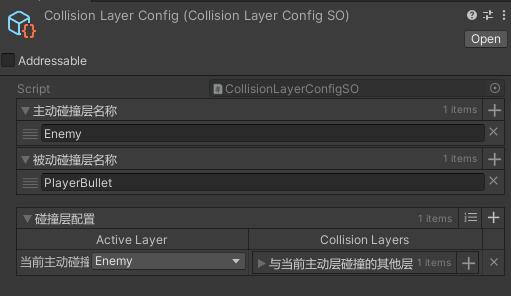 Collision Layer Config (Collision Layer Config SO)
Open
Addressable
Script CollisionLayerConfigSO
主动碰撞层名称 1 items
Enemy
被动碰撞层名称 1 items
PlayerBullet
碰撞层配置 1 items
Active Layer Collision Layers
当前主动碰撞 Enemy 与当前主动层碰撞的其他层 1 items